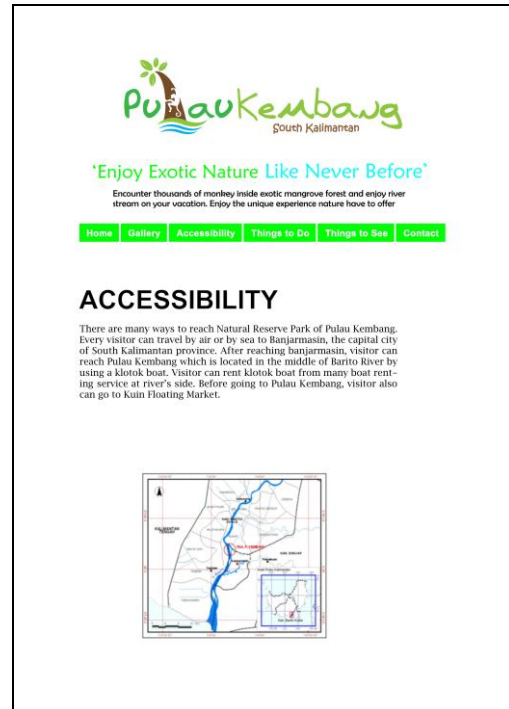 PulauKembang
South Kalimantan
‘Enjoy Exotic Nature Like Never Before’
Encounter thousands of monkey inside exotic mangrove forest and enjoy river
stream on your vacation. Enjoy the unique experience nature have to offer
Home Gallery Accessibility Things to Do Things to See Contact
ACCESSIBILITY
There are many ways to reach Natural Reserve Park of Pulau Kembang.
Every visitor can travel by air or by sea to Banjarmasin, the capital city
of South Kalimantan province. After reaching banjarmasin, visitor can
reach Pulau Kembang which is located in the middle of Barito River by
using a klotok boat. Visitor can rent klotok boat from many boat rent-
ing service at river's side. Before going to Pulau Kembang, visitor also
can go to Kuin Floating Market.
KALIMANTAN
TENGAH